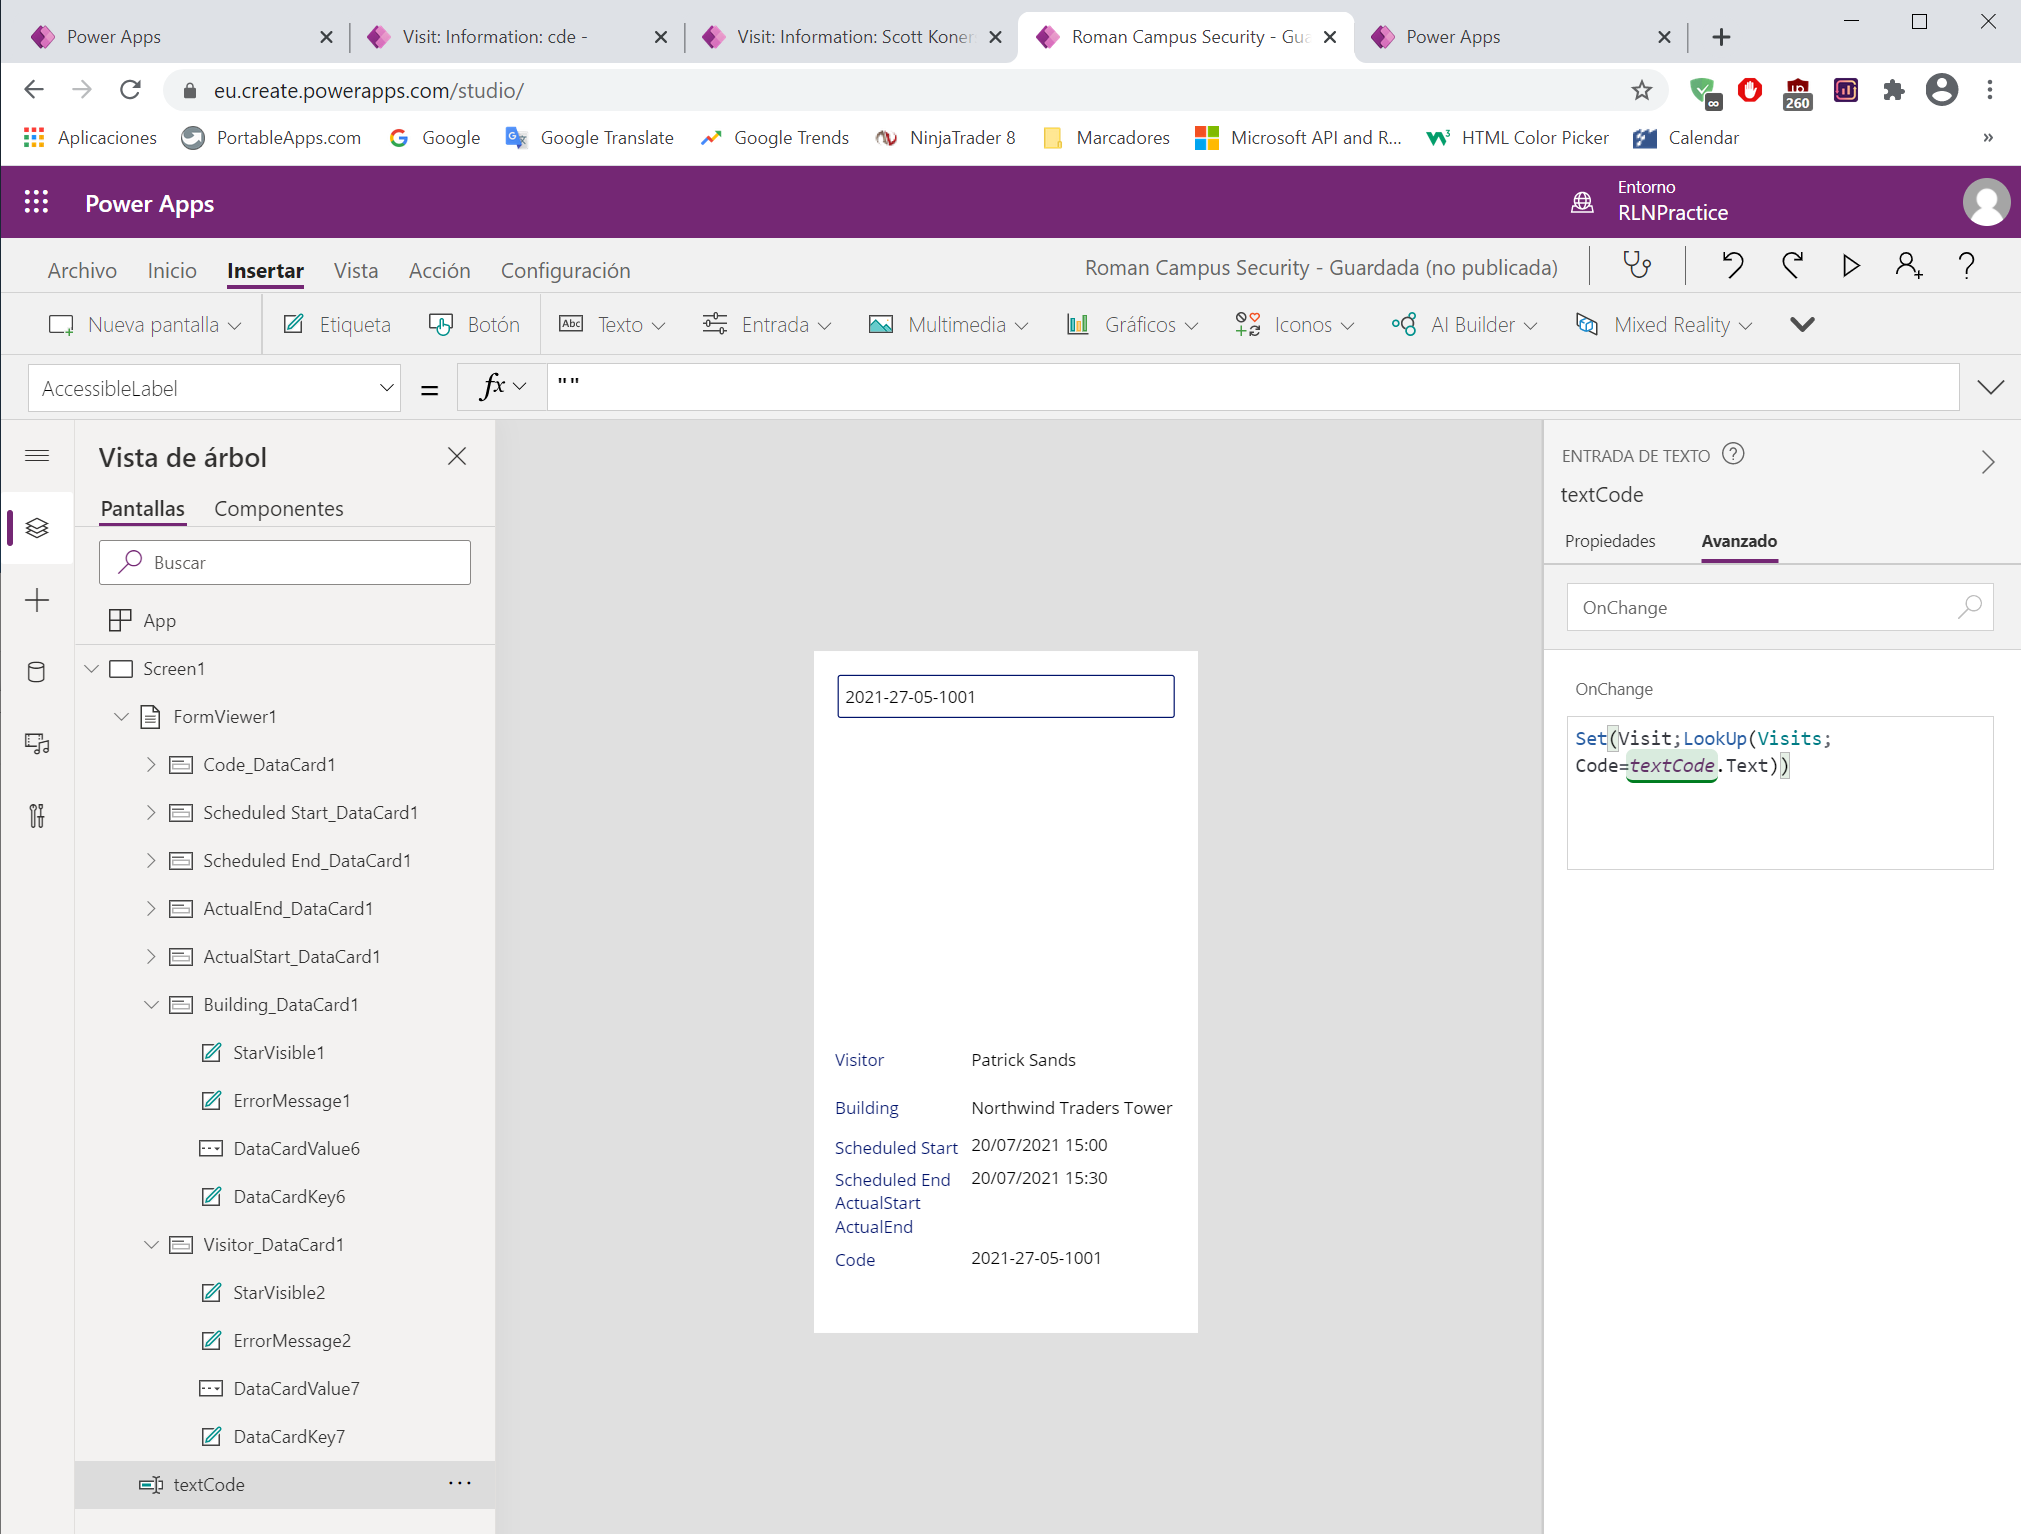 Power Apps
Visit: Information: cde -
Visit: Information: Scott Koner
Roman Campus Security - Gua
Power Apps
eu.create.powerapps.com/studio/
∞
260
Aplicaciones
PortableApps.com
Google
Google Translate
Google Trends
NinjaTrader 8
Marcadores
Microsoft API and R...
HTML Color Picker
Calendar
»
Power Apps
Entorno
RLNPractice
Archivo
Inicio
Insertar
Vista
Acción
Configuración
Roman Campus Security - Guardada (no publicada)
Nueva pantalla
Etiqueta
Botón
Abc
Texto
Entrada
Multimedia
Gráficos
Iconos
AI Builder
Mixed Reality
AccessibleLabel
=
fx
""
Vista de árbol
Pantallas
Componentes
Buscar
App
Screen1
FormViewer1
Code_DataCard1
Scheduled Start_DataCard1
Scheduled End_DataCard1
ActualEnd_DataCard1
ActualStart_DataCard1
Building_DataCard1
StarVisible1
ErrorMessage1
DataCardValue6
DataCardKey6
Visitor_DataCard1
StarVisible2
ErrorMessage2
DataCardValue7
DataCardKey7
textCode
...
2021-27-05-1001
Visitor Patrick Sands
Building Northwind Traders Tower
Scheduled Start 20/07/2021 15:00
Scheduled End 20/07/2021 15:30
ActualStart
ActualEnd
Code 2021-27-05-1001
ENTRADA DE TEXTO
textCode
Propiedades
Avanzado
OnChange
OnChange
Set(Visit;LookUp(Visits;
Code=textCode.Text))